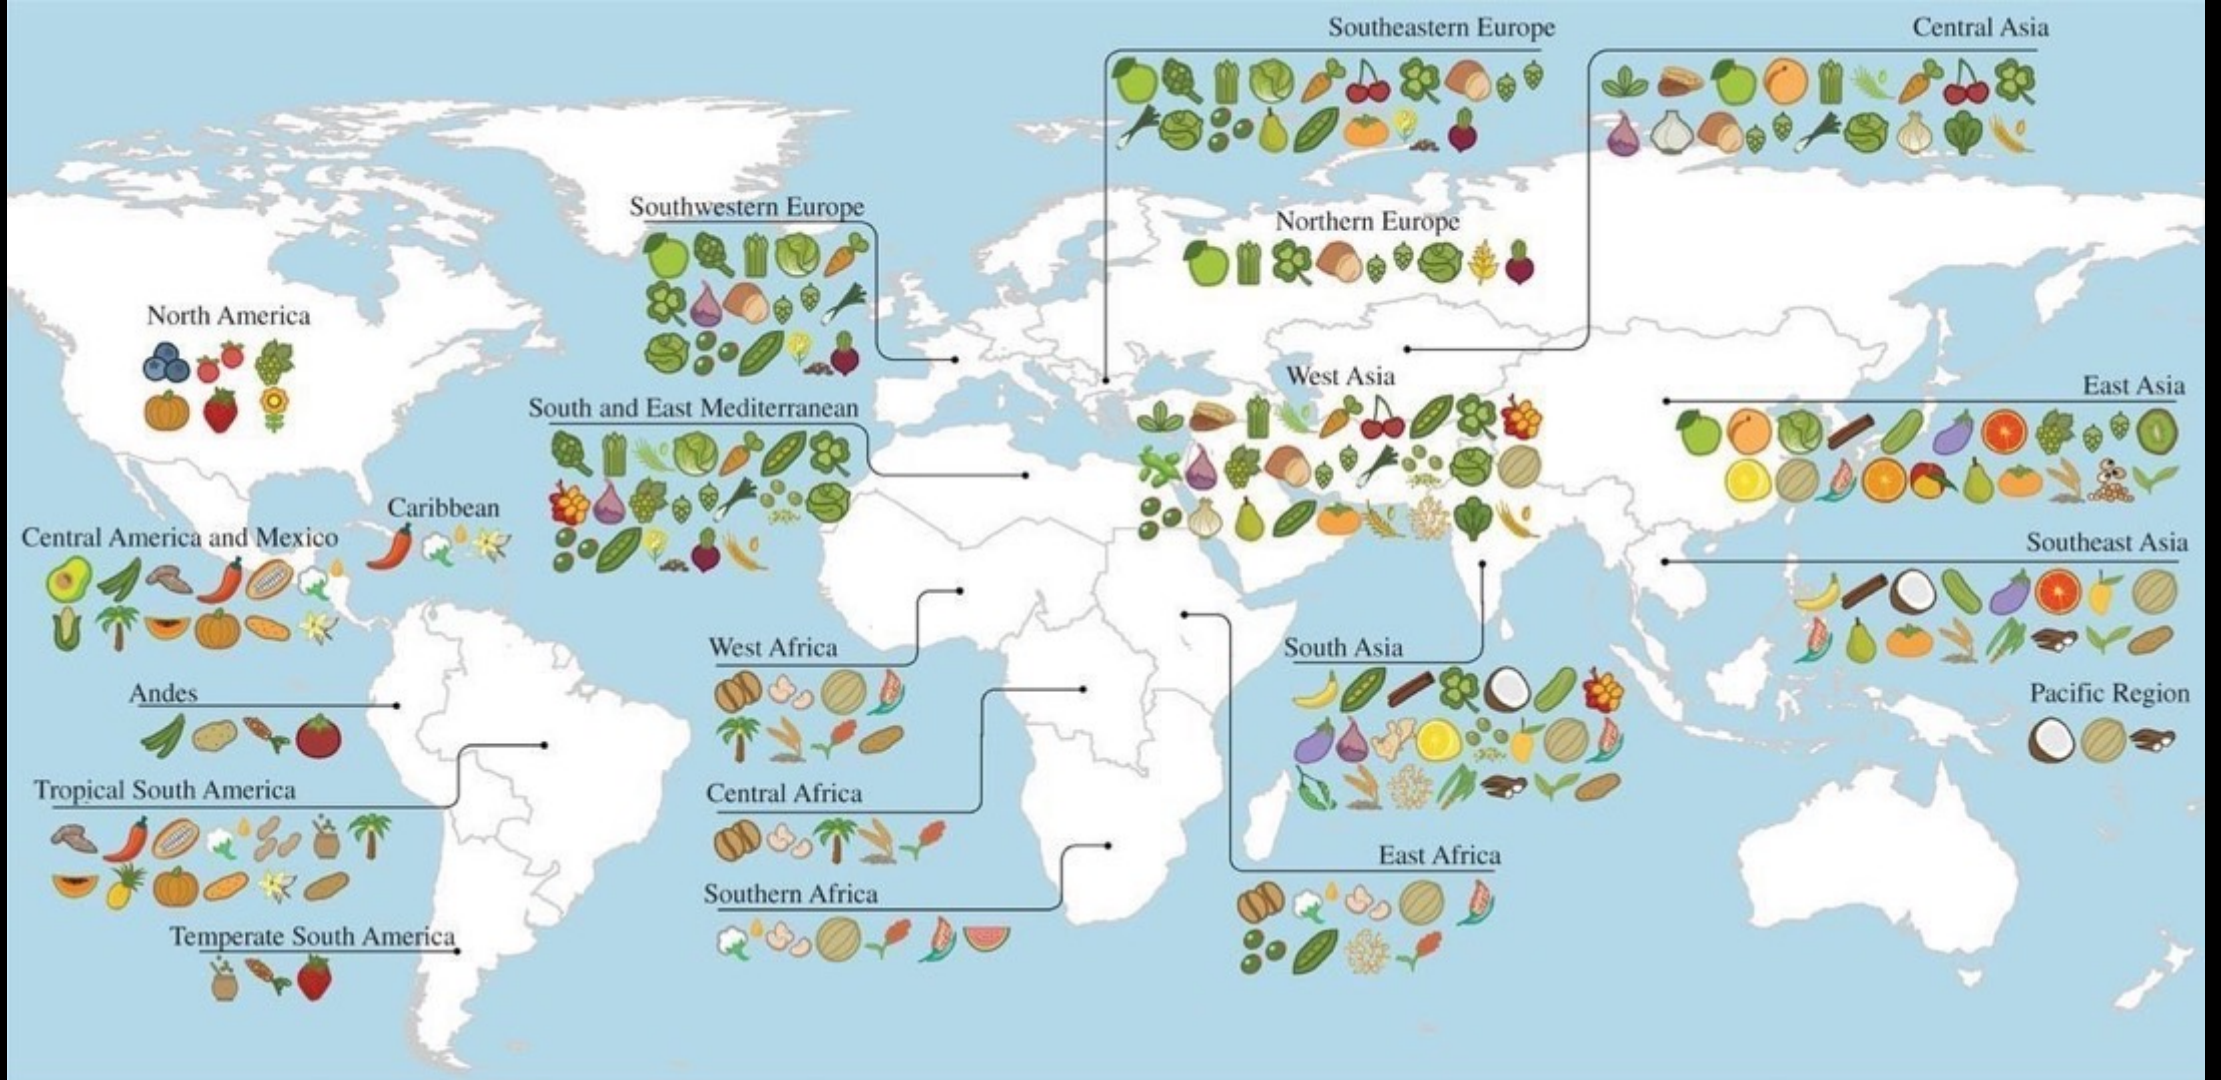 Southeastern Europe
Central Asia
Southwestern Europe
Northern Europe
North America
West Asia
East Asia
South and East Mediterranean
Caribbean
Central America and Mexico
Southeast Asia
West Africa
South Asia
Andes
Pacific Region
Tropical South America
Central Africa
East Africa
Southern Africa
Temperate South America